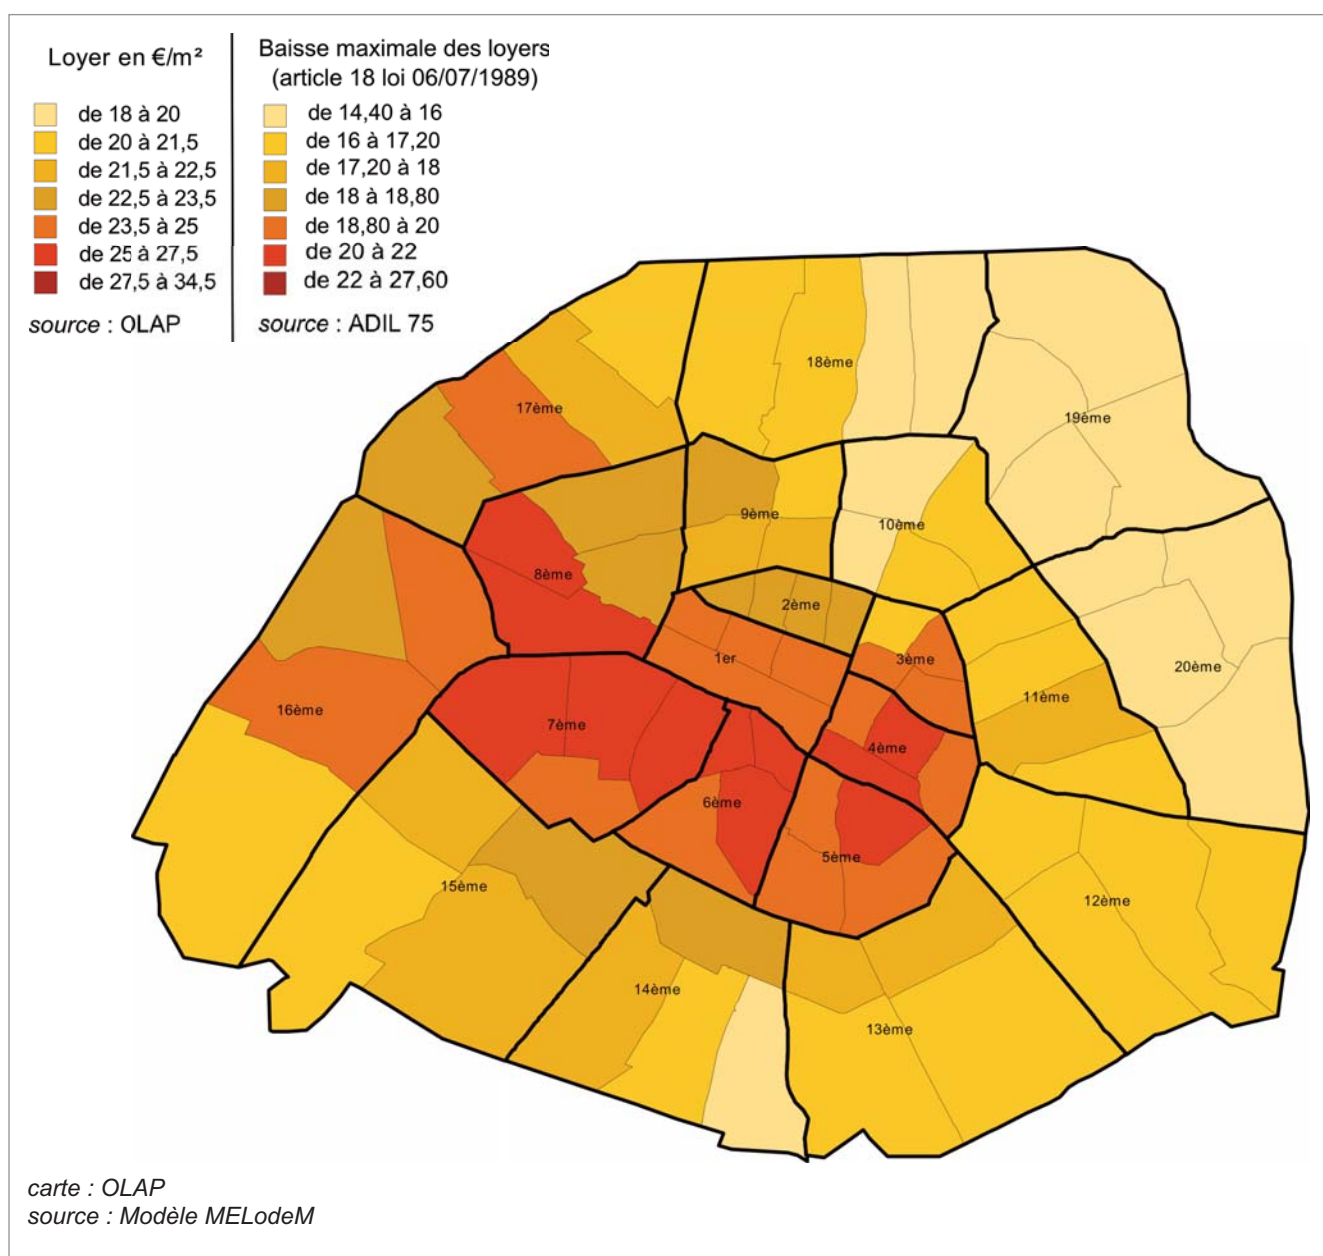 Loyer en €/m²
de 18 à 20
de 20 à 21,5
de 21,5 à 22,5
de 22,5 à 23,5
de 23,5 à 25
de 25 à 27,5
de 27,5 à 34,5
source : OLAP
Baisse maximale des loyers
(article 18 loi 06/07/1989)
de 14,40 à 16
de 16 à 17,20
de 17,20 à 18
de 18 à 18,80
de 18,80 à 20
de 20 à 22
de 22 à 27,60
source : ADIL 75
18ème
17ème
19ème
9ème
10ème
8ème
2ème
1er
3ème
20ème
11ème
16ème
7ème
4ème
6ème
5ème
15ème
12ème
14ème
13ème
carte : OLAP
source : Modèle MELodeM